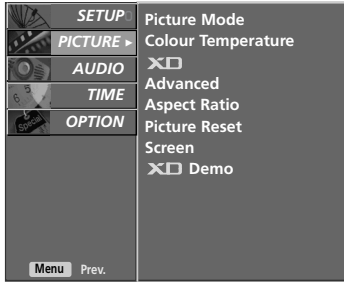 SETUP
PICTURE ▸
AUDIO
TIME
OPTION
Picture Mode
Colour Temperature
XD
Advanced
Aspect Ratio
Picture Reset
Screen
XD Demo
Menu Prev.